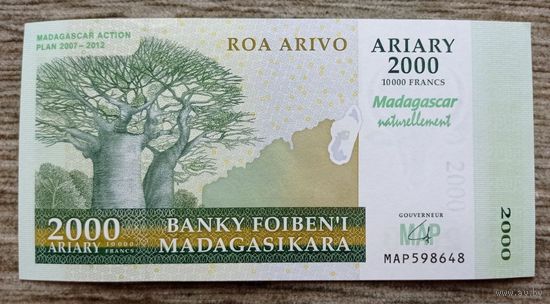 MADAGASCAR ACTION
PLAN 2007 - 2012
ROA ARIVO
ARIARY
2000
10000 FRANCS
Madagascar
naturellement
2000
ARIARY 10000 FRANCS
BANKY FOIBEN'I
MADAGASIKARA
GOUVERNEUR
MAP
MAP598648
2000
2000